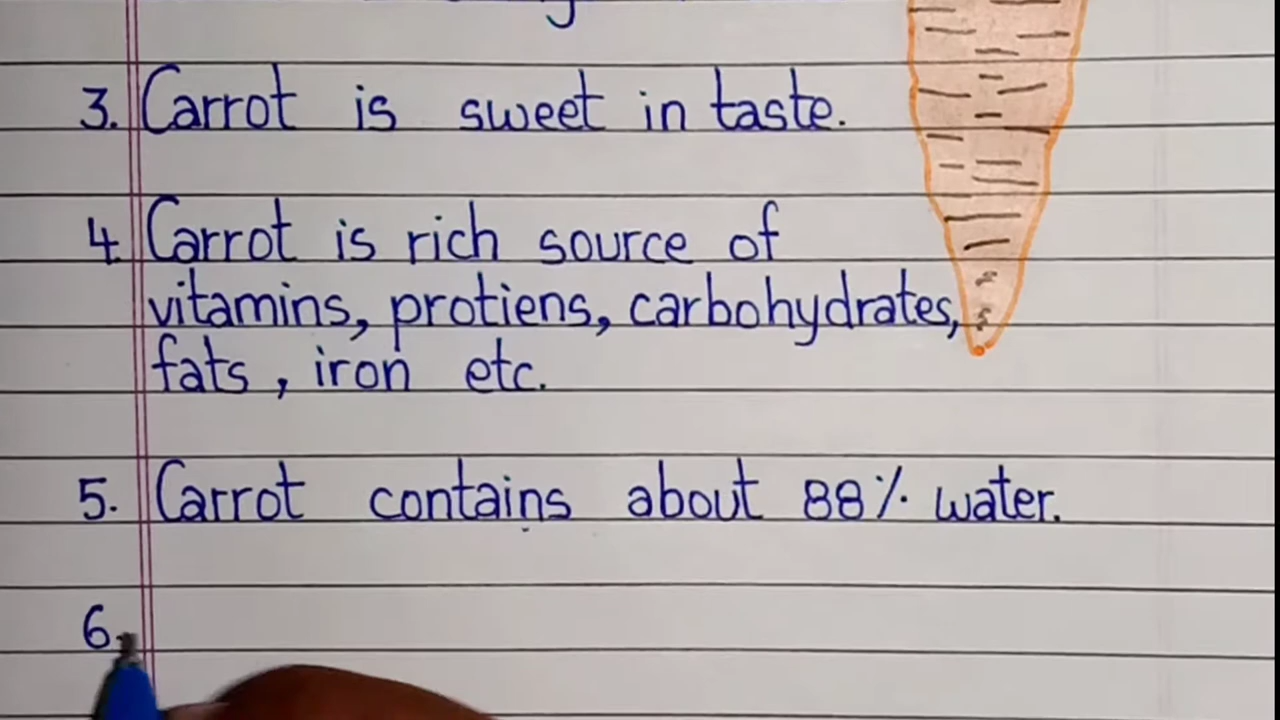 3. Carrot is sweet in taste.
4. Carrot is rich source of
vitamins, protiens, carbohydrates,
fats, iron etc.
5. Carrot contains about 88% water.
6.